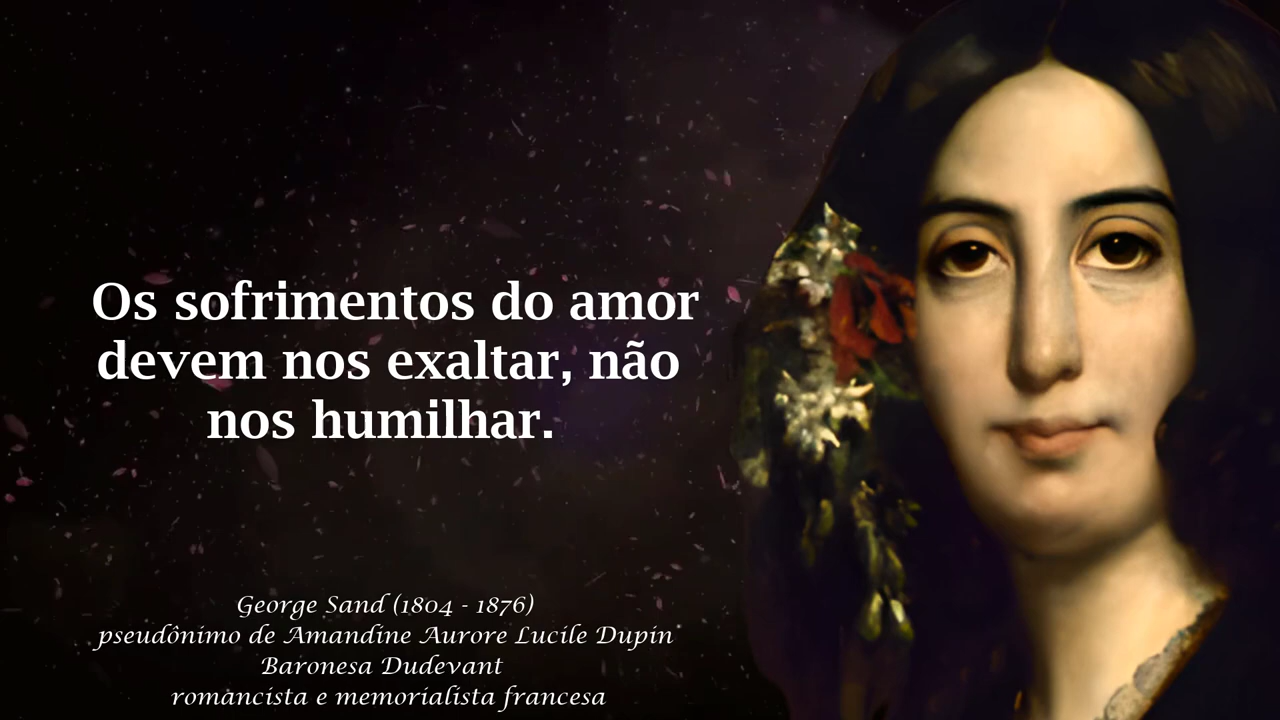 Os sofrimentos do amor
devem nos exaltar, não
nos humilhar.
George Sand (1804 - 1876)
pseudônimo de Amandine Aurore Lucile Dupin
Baronesa Dudevant
romancista e memorialista francesa